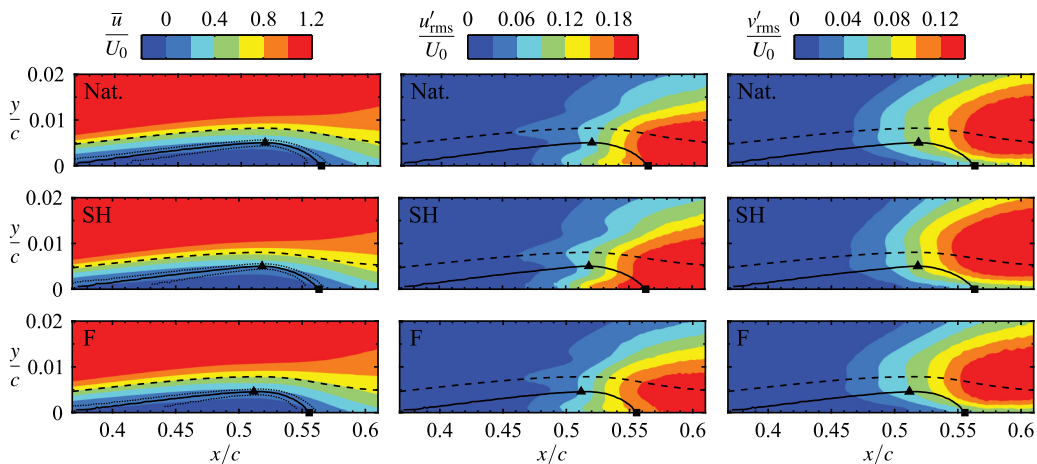 u̅/U0 0 0.4 0.8 1.2
u′rms/U0 0 0.06 0.12 0.18
v′rms/U0 0 0.04 0.08 0.12
y/c 0.02 0.01 0 Nat. Nat. Nat.
y/c 0.02 0.01 0 SH SH SH
y/c 0.02 0.01 0 F F F
0.4 0.45 0.5 0.55 0.6 0.4 0.45 0.5 0.55 0.6 0.4 0.45 0.5 0.55 0.6
x/c x/c x/c